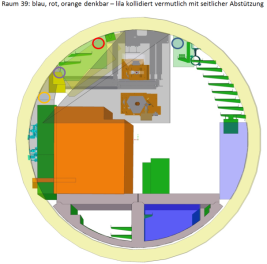 Raum 39: blau, rot, orange denkbar – lila kollidiert vermutlich mit seitlicher Abstützung